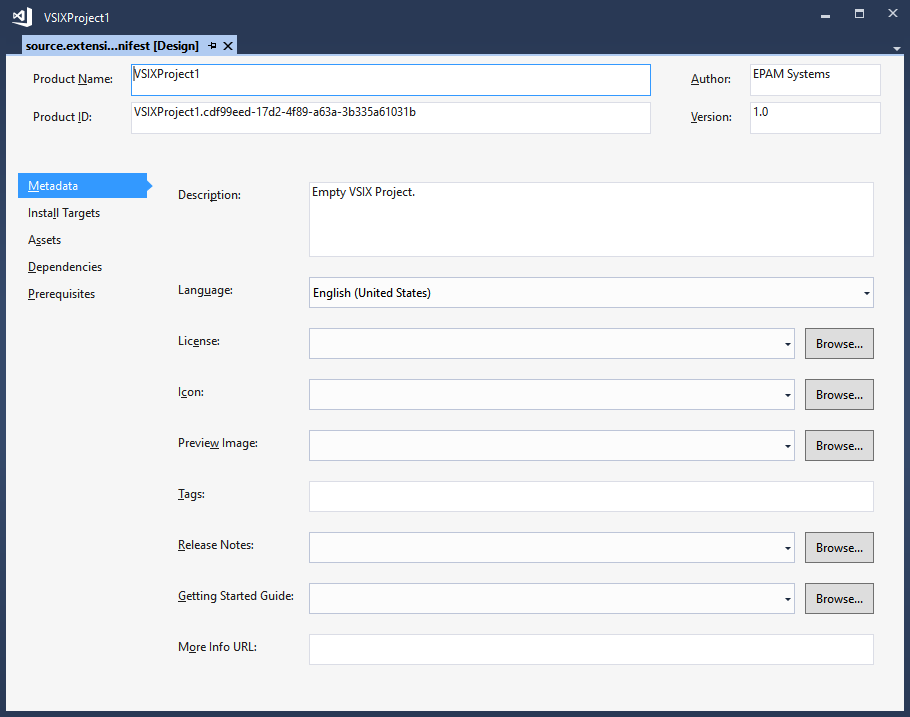 VSIXProject1
source.extensi...nifest [Design]
Product Name: VSIXProject1 Author: EPAM Systems
Product ID: VSIXProject1.cdf99eed-17d2-4f89-a63a-3b335a61031b Version: 1.0
Metadata
Install Targets
Assets
Dependencies
Prerequisites
Description: Empty VSIX Project.
Language: English (United States)
License: Browse...
Icon: Browse...
Preview Image: Browse...
Tags:
Release Notes: Browse...
Getting Started Guide: Browse...
More Info URL: